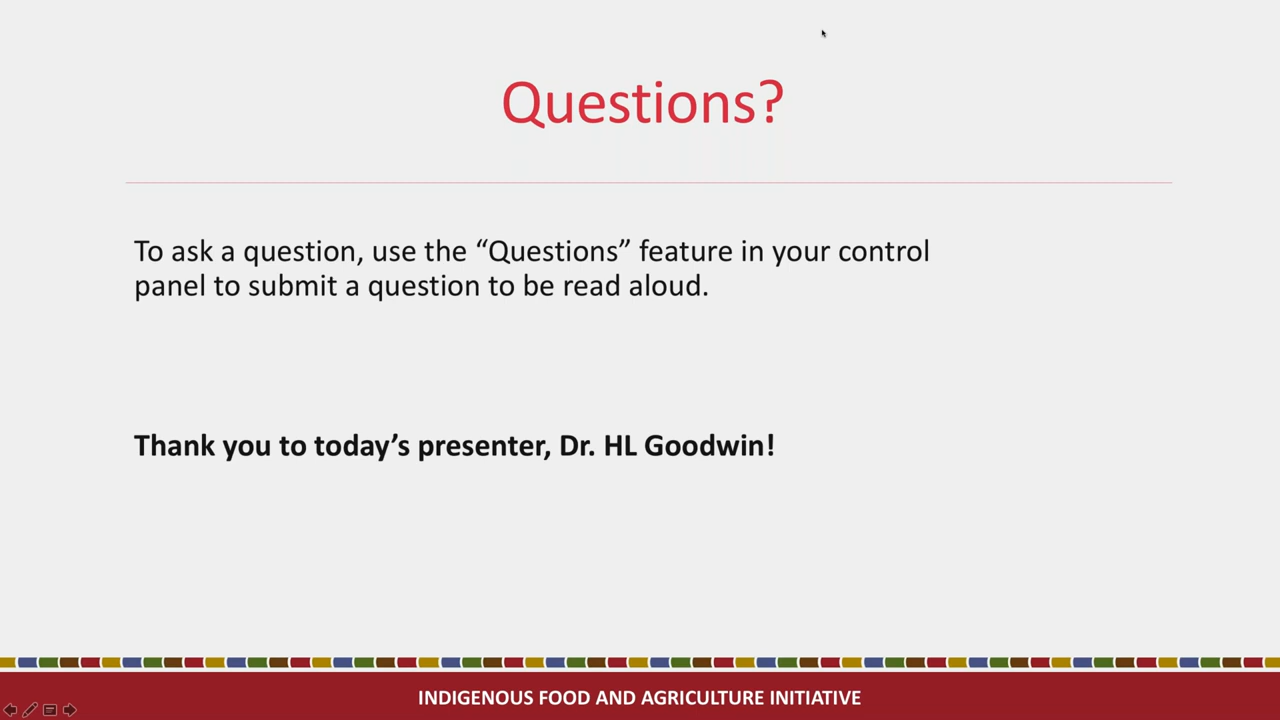 Questions?
To ask a question, use the “Questions” feature in your control
panel to submit a question to be read aloud.
Thank you to today’s presenter, Dr. HL Goodwin!
INDIGENOUS FOOD AND AGRICULTURE INITIATIVE